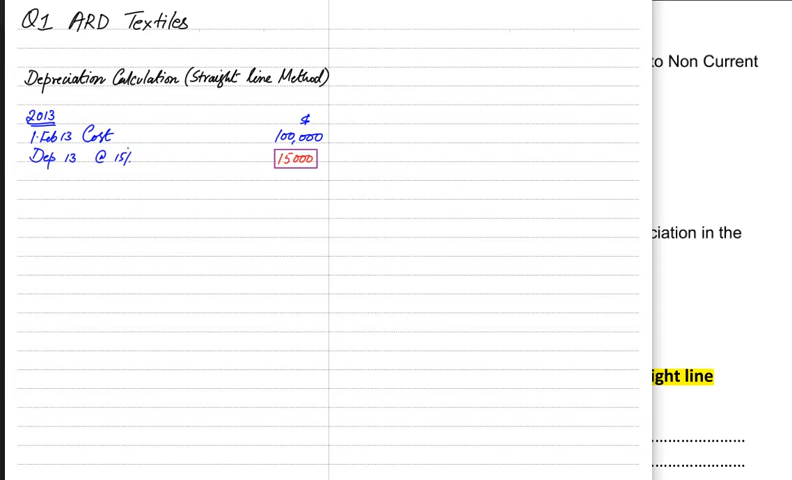 Q1 ARD Textiles
Depreciation Calculation (Straight line Method)
2013 $
1 Feb 13 Cost 100,000
Dep 13 @ 15% 15000
to Non Current
ciation in the
ight line
........................
........................